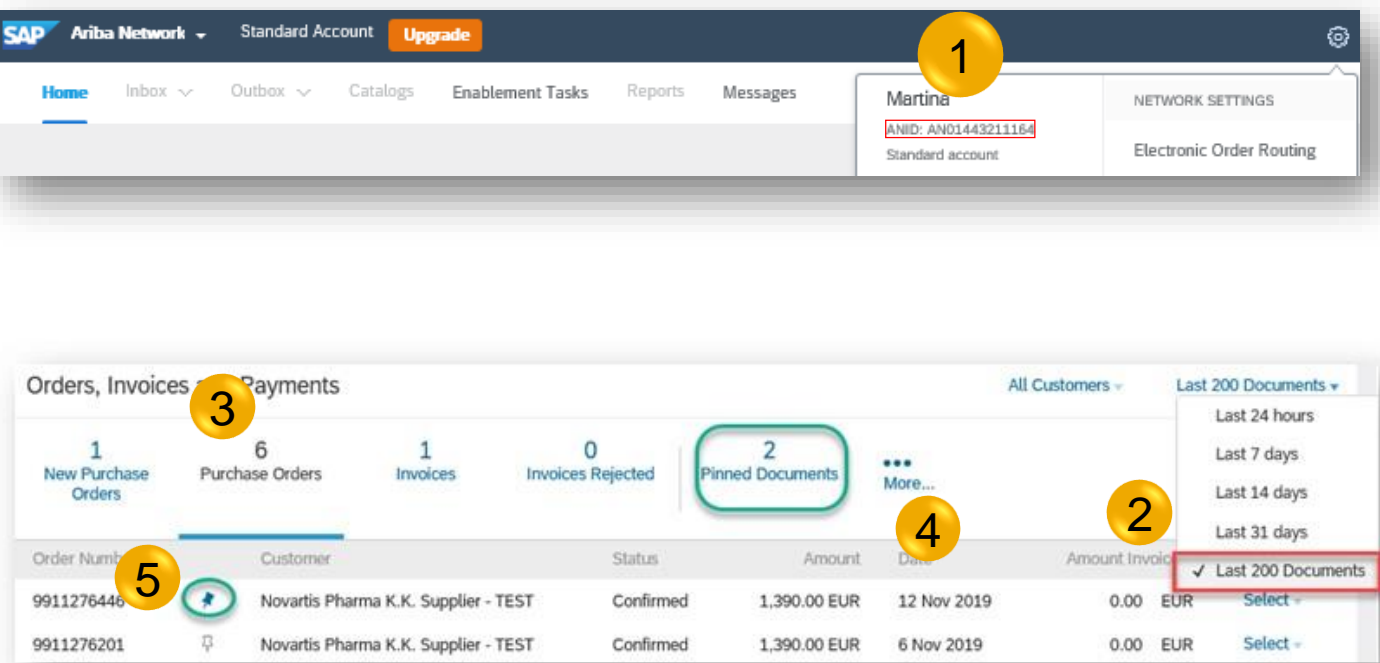 SAP Ariba Network Standard Account Upgrade
1
Home Inbox Outbox Catalogs Enablement Tasks Reports Messages
Martina
ANID: AN01443211164
Standard account
NETWORK SETTINGS
Electronic Order Routing
Orders, Invoices Payments
All Customers
Last 200 Documents
3
1
New Purchase
Orders
6
Purchase Orders
1
Invoices
0
Invoices Rejected
2
Pinned Documents
More...
Last 24 hours
Last 7 days
Last 14 days
Last 31 days
✓ Last 200 Documents
2
4
5
Order Customer Status Amount Amount
9911276446 Novartis Pharma K.K. Supplier - TEST Confirmed 1,390.00 EUR 12 Nov 2019 0.00 EUR Select
9911276201 Novartis Pharma K.K. Supplier - TEST Confirmed 1,390.00 EUR 6 Nov 2019 0.00 EUR Select